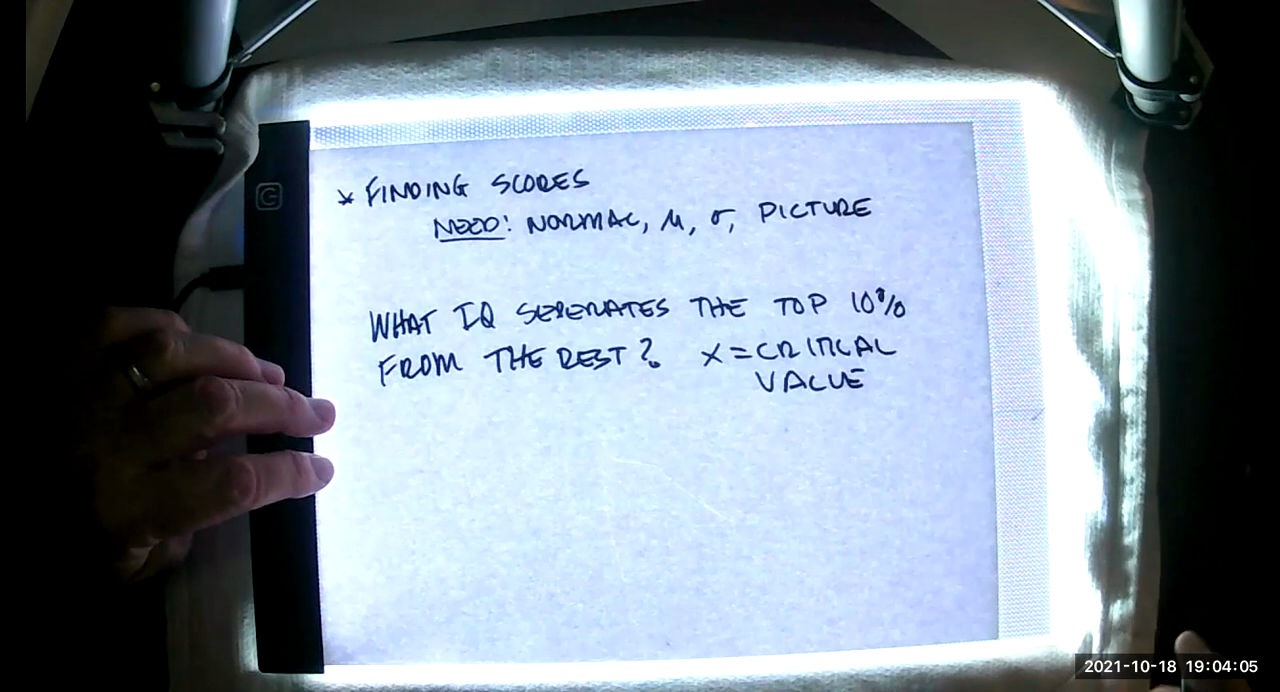 * FINDING SCORES
NEED: NORMAL, μ, σ, PICTURE
WHAT IQ SEPERATES THE TOP 10%
FROM THE REST? X = CRITICAL
VALUE
2021-10-18 19:04:05